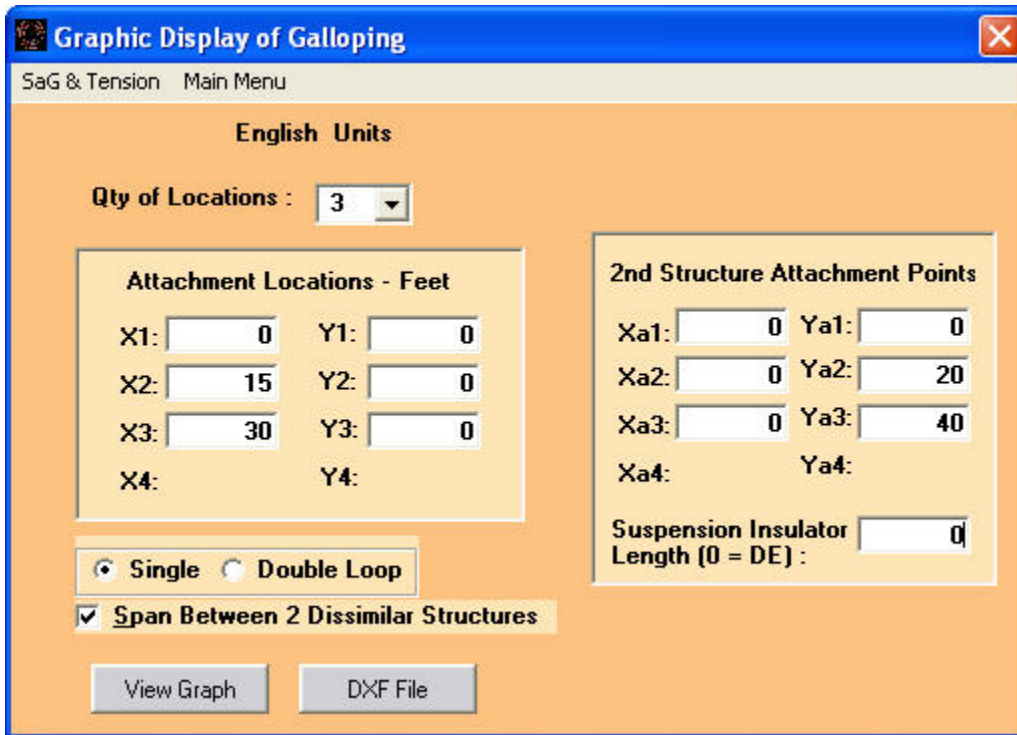 Graphic Display of Galloping
SaG & Tension Main Menu
English Units
Qty of Locations : 3
Attachment Locations - Feet
X1: 0 Y1: 0
X2: 15 Y2: 0
X3: 30 Y3: 0
X4: Y4:
2nd Structure Attachment Points
Xa1: 0 Ya1: 0
Xa2: 0 Ya2: 20
Xa3: 0 Ya3: 40
Xa4: Ya4:
Suspension Insulator
Length (0 = DE) : 0
Single Double Loop
Span Between 2 Dissimilar Structures
View Graph DXF File